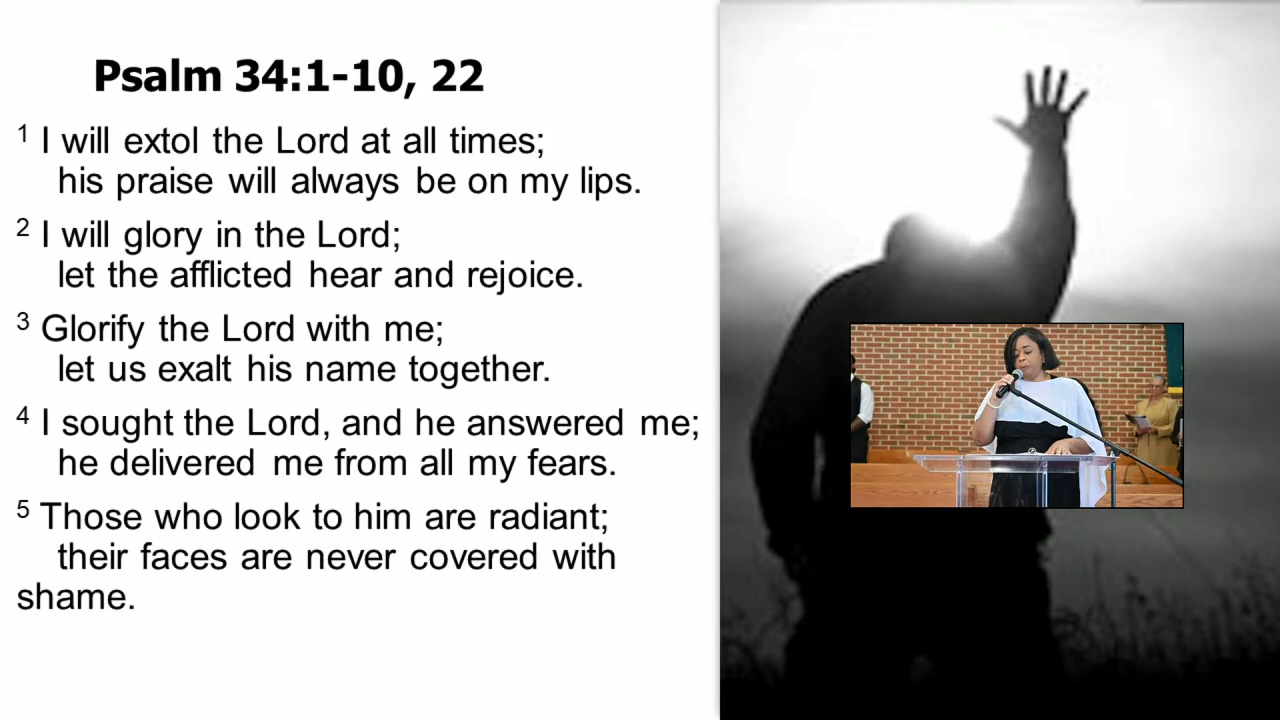 Psalm 34:1-10, 22
1 I will extol the Lord at all times;
his praise will always be on my lips.
2 I will glory in the Lord;
let the afflicted hear and rejoice.
3 Glorify the Lord with me;
let us exalt his name together.
4 I sought the Lord, and he answered me;
he delivered me from all my fears.
5 Those who look to him are radiant;
their faces are never covered with
shame.